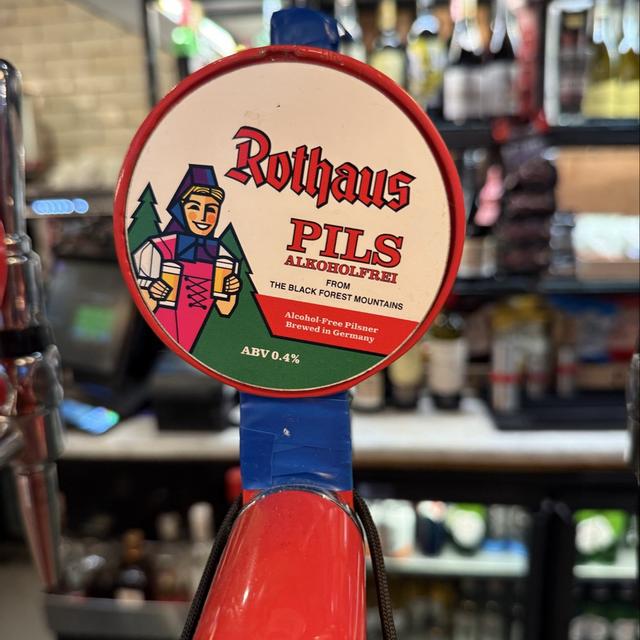 Rothaus
PILS
ALKOHOLFREI
FROM
THE BLACK FOREST MOUNTAINS
Alcohol-Free Pilsner
Brewed in Germany
ABV 0.4%